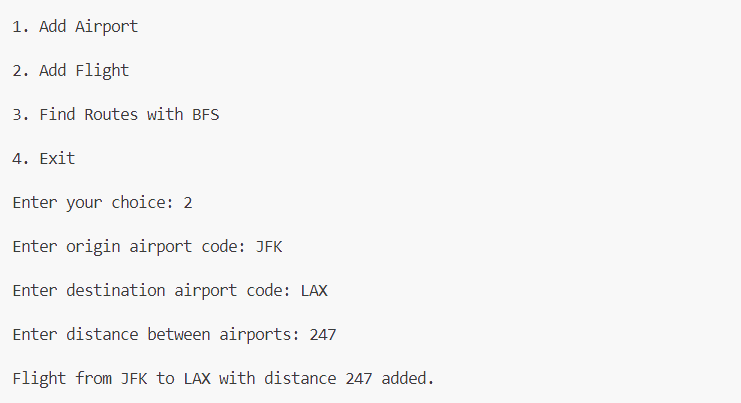 1. Add Airport
2. Add Flight
3. Find Routes with BFS
4. Exit
Enter your choice: 2
Enter origin airport code: JFK
Enter destination airport code: LAX
Enter distance between airports: 247
Flight from JFK to LAX with distance 247 added.